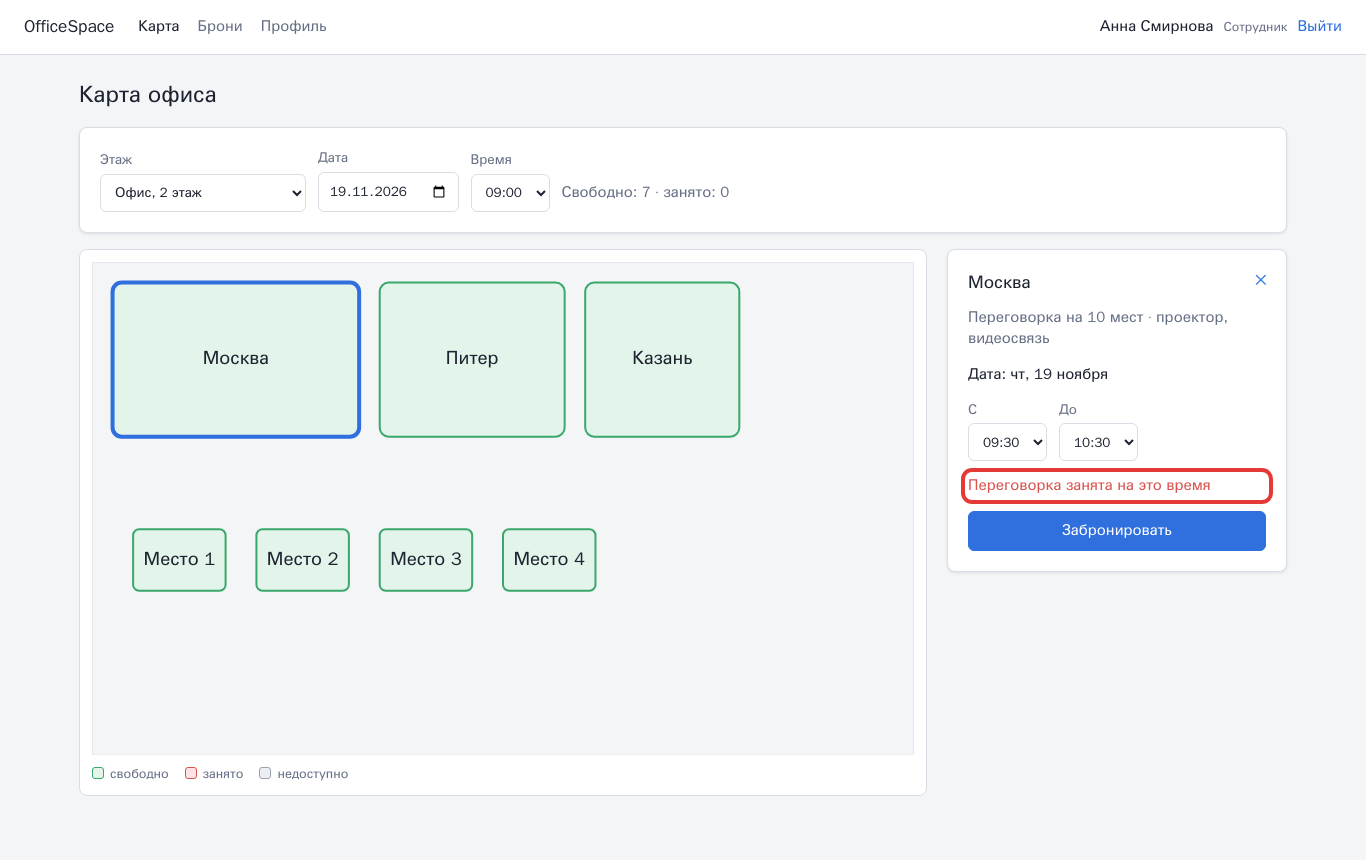 OfficeSpace Карта Брони Профиль Анна Смирнова Сотрудник Выйти
Карта офиса
Этаж Дата Время
Офис, 2 этаж 19.11.2026 09:00 Свободно: 7 · занято: 0
Москва Питер Казань
Место 1 Место 2 Место 3 Место 4
свободно занято недоступно
Москва ×
Переговорка на 10 мест · проектор,
видеосвязь
Дата: чт, 19 ноября
С До
09:30 10:30
Переговорка занята на это время
Забронировать